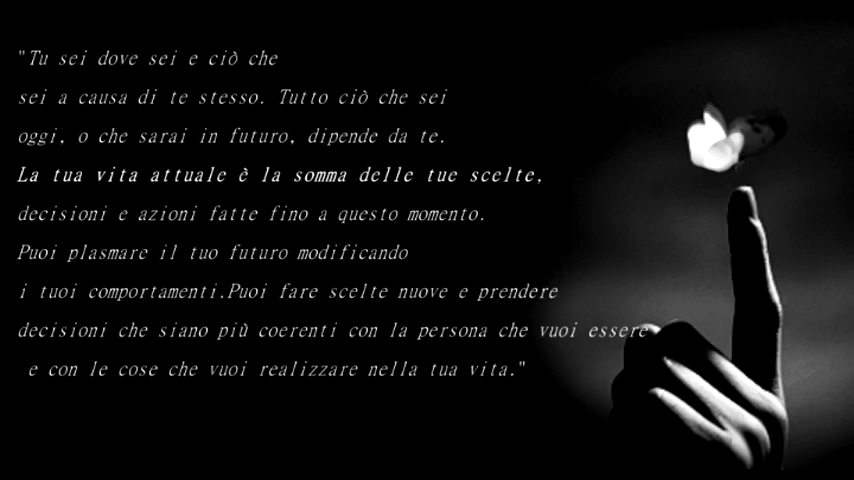 "Tu sei dove sei e ciò che
sei a causa di te stesso. Tutto ciò che sei
oggi, o che sarai in futuro, dipende da te.
La tua vita attuale è la somma delle tue scelte,
decisioni e azioni fatte fino a questo momento.
Puoi plasmare il tuo futuro modificando
i tuoi comportamenti.Puoi fare scelte nuove e prendere
decisioni che siano più coerenti con la persona che vuoi essere
e con le cose che vuoi realizzare nella tua vita."